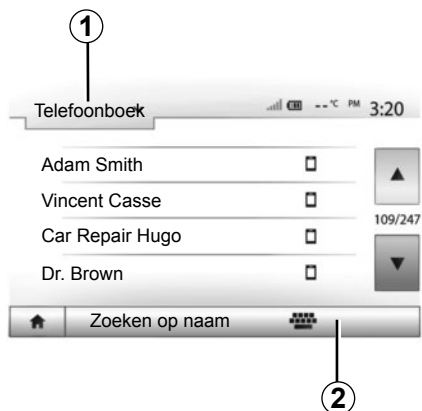 1
Telefoonboek --°C PM 3:20
Adam Smith
Vincent Casse
109/247
Car Repair Hugo
Dr. Brown
Zoeken op naam
2